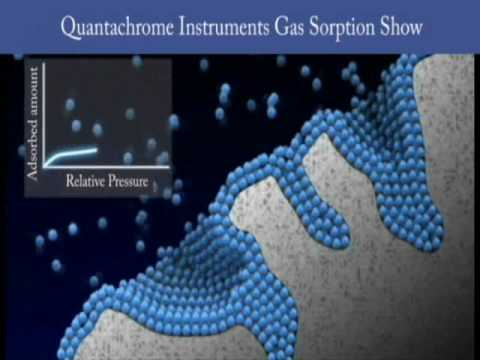 Quantachrome Instruments Gas Sorption Show
Adsorbed amount
Relative Pressure